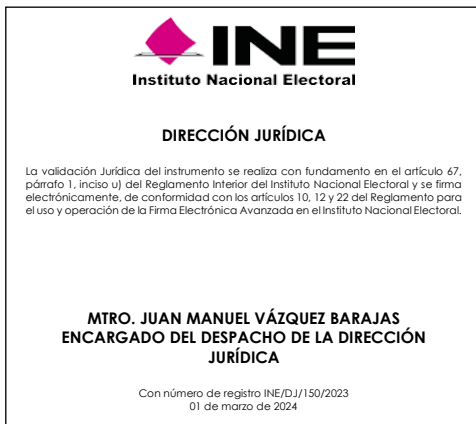 INE
Instituto Nacional Electoral
DIRECCIÓN JURÍDICA
La validación Jurídica del instrumento se realiza con fundamento en el artículo 67,
párrafo 1, inciso u) del Reglamento Interior del Instituto Nacional Electoral y se firma
electrónicamente, de conformidad con los artículos 10, 12 y 22 del Reglamento para
el uso y operación de la Firma Electrónica Avanzada en el Instituto Nacional Electoral.
MTRO. JUAN MANUEL VÁZQUEZ BARAJAS
ENCARGADO DEL DESPACHO DE LA DIRECCIÓN
JURÍDICA
Con número de registro INE/DJ/150/2023
01 de marzo de 2024